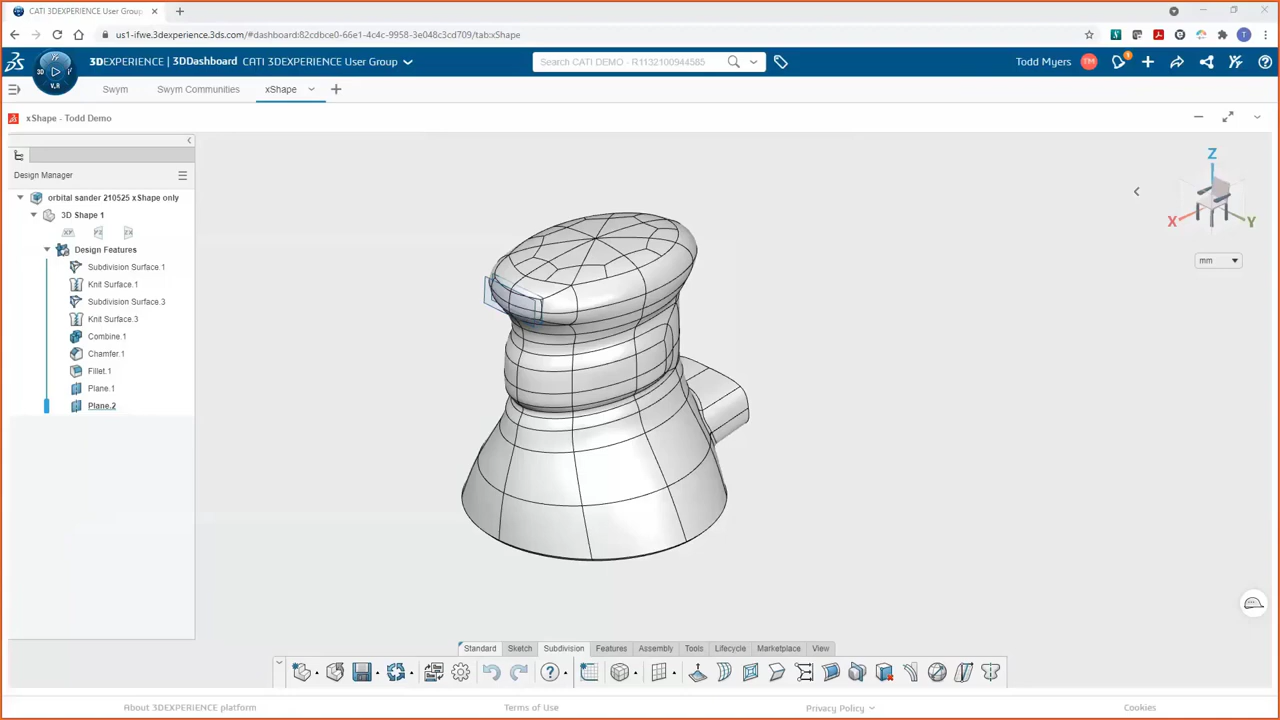 CATI 3DEXPERIENCE User Group
us1-ifwe.3dexperience.3ds.com/#dashboard:82cdbce0-66e1-4c4c-9958-3e048c3cd709/tab:xShape
3DEXPERIENCE | 3DDashboard CATI 3DEXPERIENCE User Group
Search CATI DEMO - R1132100944585
Todd Myers TM
3D
V.R
Swym
Swym Communities
xShape
xShape - Todd Demo
Design Manager
orbital sander 210525 xShape only
3D Shape 1
Design Features
Subdivision Surface.1
Knit Surface.1
Subdivision Surface.3
Knit Surface.3
Combine.1
Chamfer.1
Fillet.1
Plane.1
Plane.2
Z
X
Y
mm
Standard Sketch Subdivision Features Assembly Tools Lifecycle Marketplace View
About 3DEXPERIENCE platform
Terms of Use
Privacy Policy
Cookies